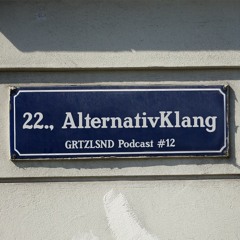 22., AlternativKlang
GRTZLSND Podcast #12